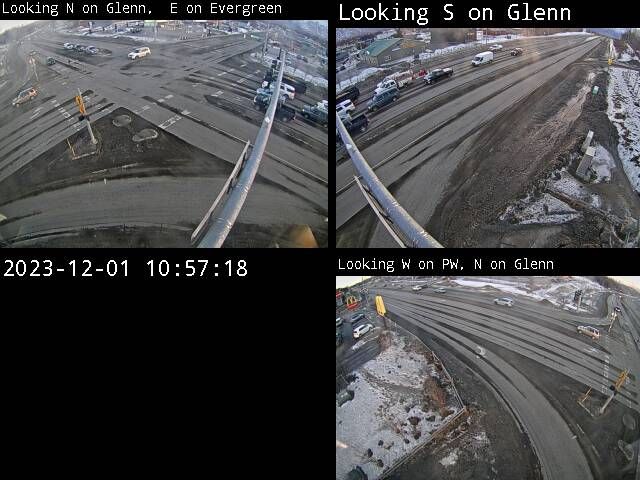 Looking N on Glenn,  E on Evergreen
Looking S on Glenn
2023-12-01 10:57:18
Looking W on PW, N on Glenn